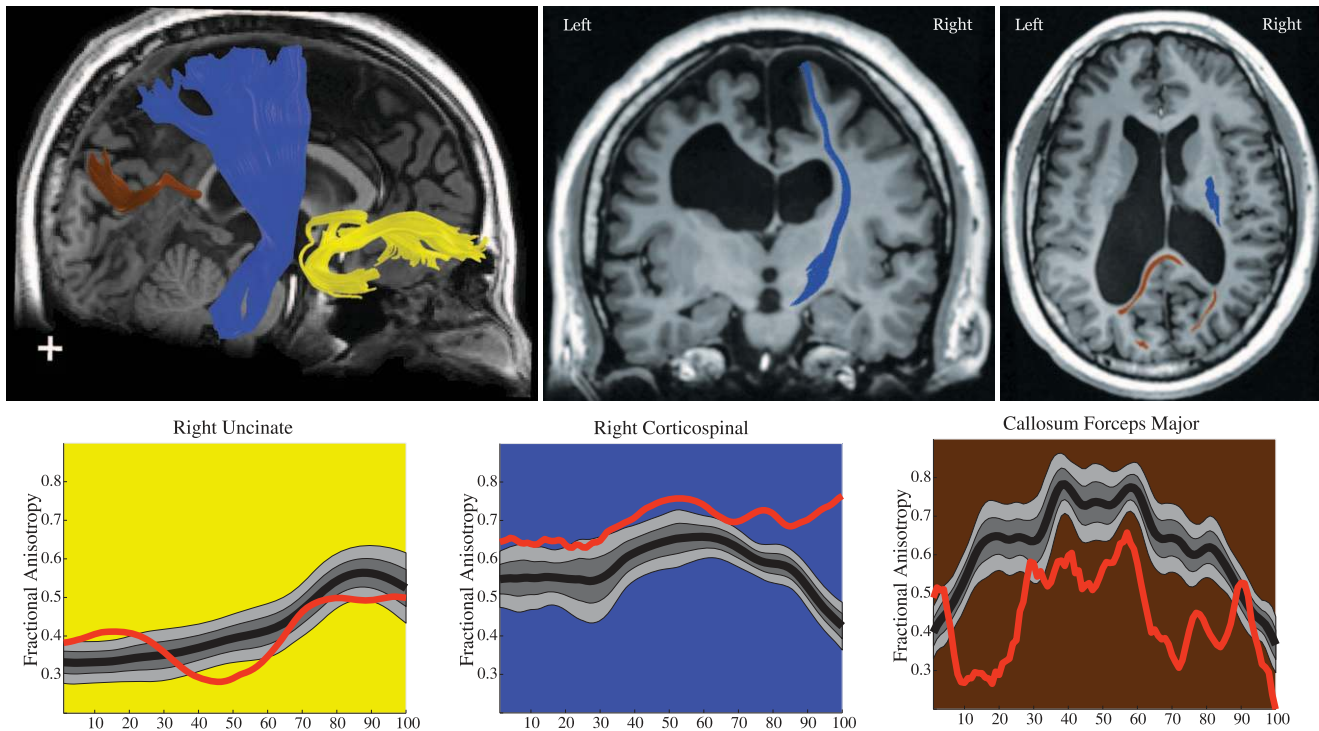 Left Right
Left Right
Right Uncinate
Fractional Anisotropy
0.8
0.7
0.6
0.5
0.4
0.3
10 20 30 40 50 60 70 80 90 100
Right Corticospinal
Fractional Anisotropy
0.8
0.7
0.6
0.5
0.4
0.3
10 20 30 40 50 60 70 80 90 100
Callosum Forceps Major
Fractional Anisotropy
0.8
0.7
0.6
0.5
0.4
0.3
10 20 30 40 50 60 70 80 90 100